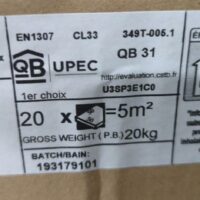 EN1307 CL33 349T-005.1
QB UPEC QB 31
http://evaluation.cstb.fr
1er choix U3SP3E1C0
20 x =5m²
GROSS WEIGHT ( P.B.) 20kg
BATCH/BAIN:
193179101